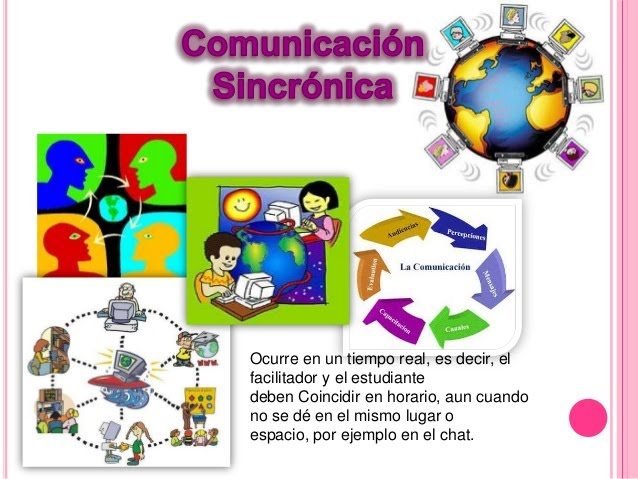 Comunicación
Sincrónica
Audiencias
Percepciones
La Comunicación
Evaluation
Mensajes
Capacitación
Canales
Ocurre en un tiempo real, es decir, el
facilitador y el estudiante
deben Coincidir en horario, aun cuando
no se dé en el mismo lugar o
espacio, por ejemplo en el chat.